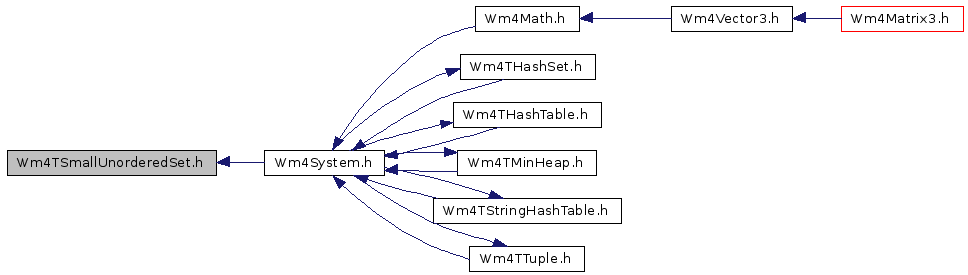 Wm4Math.h
Wm4Vector3.h
Wm4Matrix3.h
Wm4THashSet.h
Wm4THashTable.h
Wm4TSmallUnorderedSet.h
Wm4System.h
Wm4TMinHeap.h
Wm4TStringHashTable.h
Wm4TTuple.h